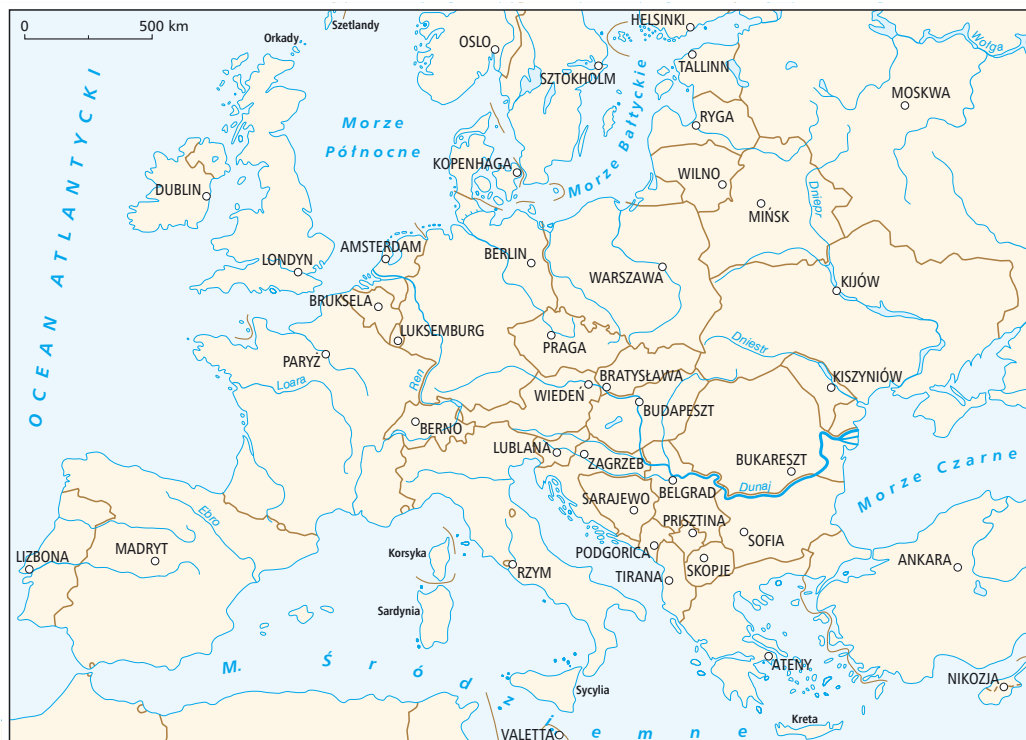 0 500 km
Orkady
Szetlandy
OSLO
HELSINKI
SZTOKHOLM
TALLINN
Wołga
MOSKWA
OCEAN ATLANTYCKI
Morze
Północne
Morze Bałtyckie
RYGA
KOPENHAGA
DUBLIN
WILNO
MIŃSK
Dniepr
AMSTERDAM
BERLIN
LONDYN
WARSZAWA
KIJÓW
BRUKSELA
LUKSEMBURG
PRAGA
PARYŻ
Dniestr
Loara
Ren
WIEDEŃ
BRATYSŁAWA
KISZYNIÓW
BUDAPESZT
BERNO
LUBLANA
ZAGRZEB
BUKARESZT
Dunaj
Morze Czarne
BELGRAD
SARAJEWO
Ebro
PRISZTINA
SOFIA
LIZBONA
MADRYT
Korsyka
RZYM
PODGORICA
SKOPJE
TIRANA
ANKARA
Sardynia
M. Śródziemne
ATENY
Sycylia
NIKOZJA
Kreta
VALETTA